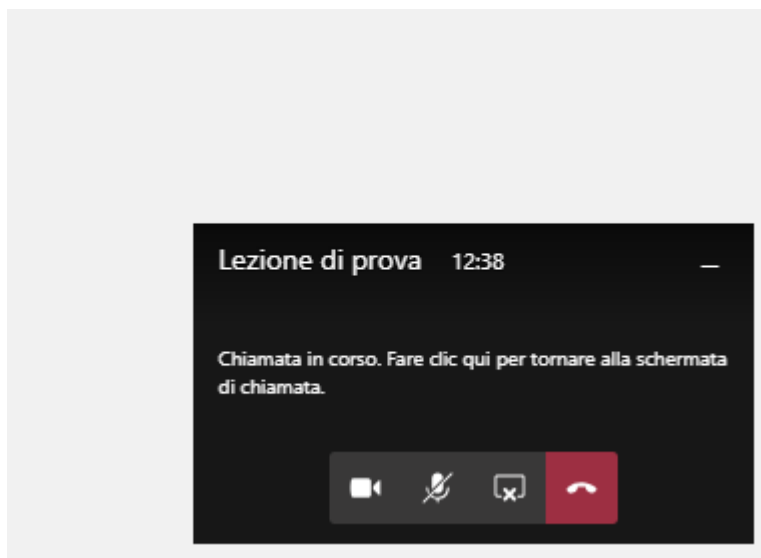 Lezione di prova 12:38
Chiamata in corso. Fare clic qui per tornare alla schermata
di chiamata.